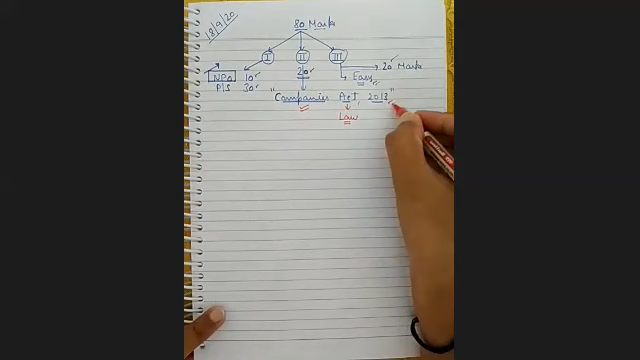 18/9/20
80 Marks
I II III
NPO 10 20 20 Marks
P/S 30 Easy
"Companies Act, 2013"
Law